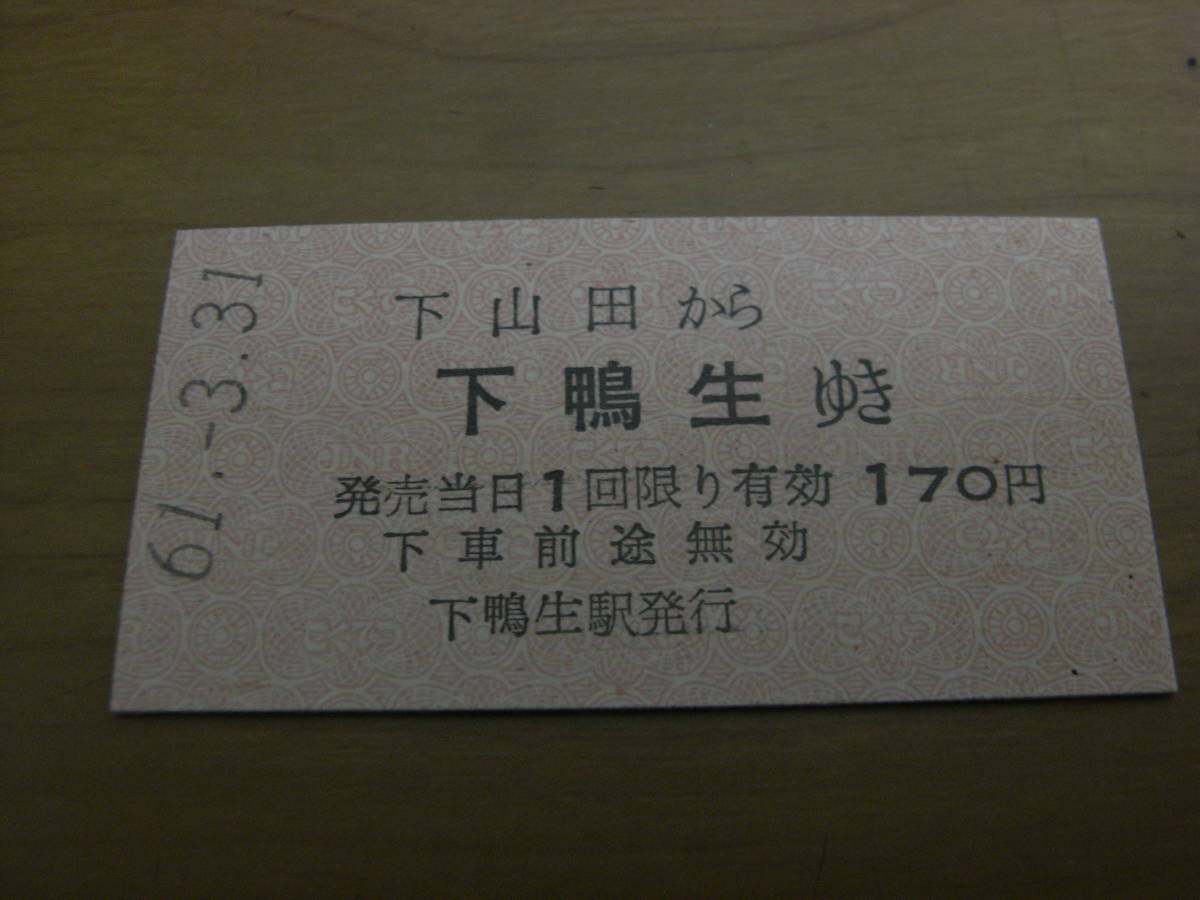 61.-3.31
下山田から
下鴨生ゆき
発売当日1回限り有効 170円
下車前途無効
下鴨生駅発行